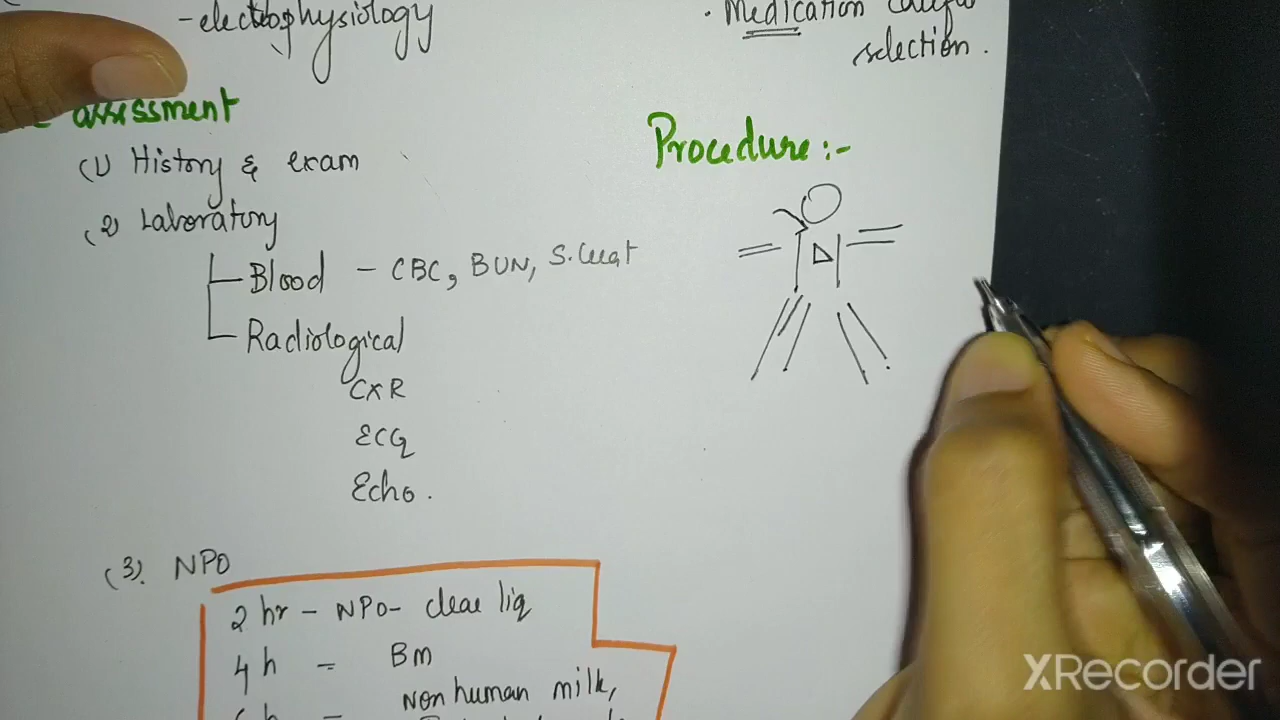 -electrophysiology
. Medication
selection.
assessment
(1) History & exam
(2) Laboratory
Blood - CBC, BUN, S.
Radiological
CXR
ECG
Echo.
(3). NPO
2 hr - NPO- clear liq
4 h = BM
Non human milk,
Procedure:-
XRecorder